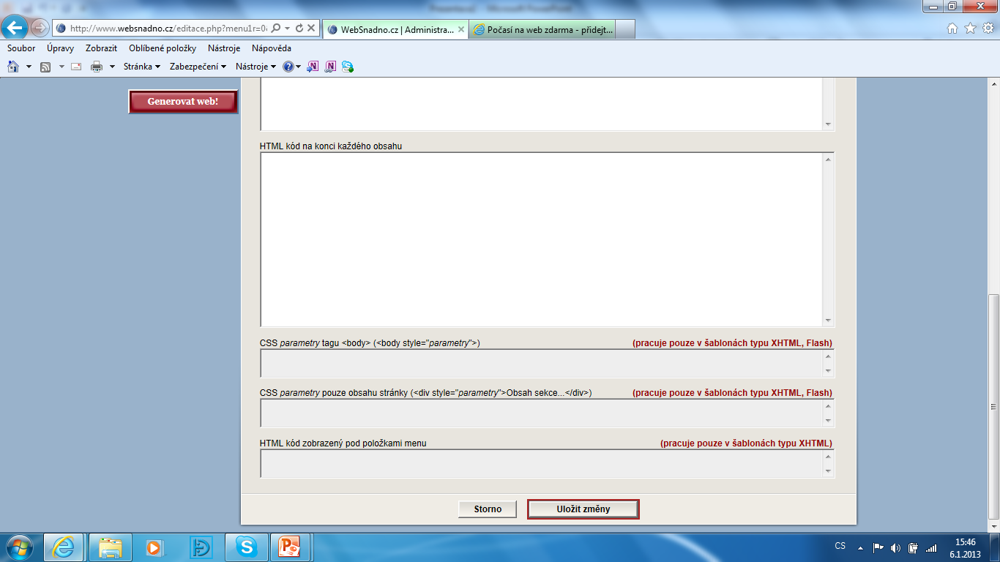 Presentace2 - Microsoft PowerPoint
http://www.websnadno.cz/editace.php?menu1r=0&
WebSnadno.cz | Administra...
Počasí na web zdarma - přidejt...
Soubor Úpravy Zobrazit Oblíbené položky Nástroje Nápověda
Stránka Zabezpečení Nástroje
Generovat web!
HTML kód na konci každého obsahu
CSS parametry tagu <body> (<body style="parametry">) (pracuje pouze v šablonách typu XHTML, Flash)
CSS parametry pouze obsahu stránky (<div style="parametry">Obsah sekce...</div>) (pracuje pouze v šablonách typu XHTML, Flash)
HTML kód zobrazený pod položkami menu (pracuje pouze v šablonách typu XHTML)
Storno Uložit změny
CS
15:46
6.1.2013